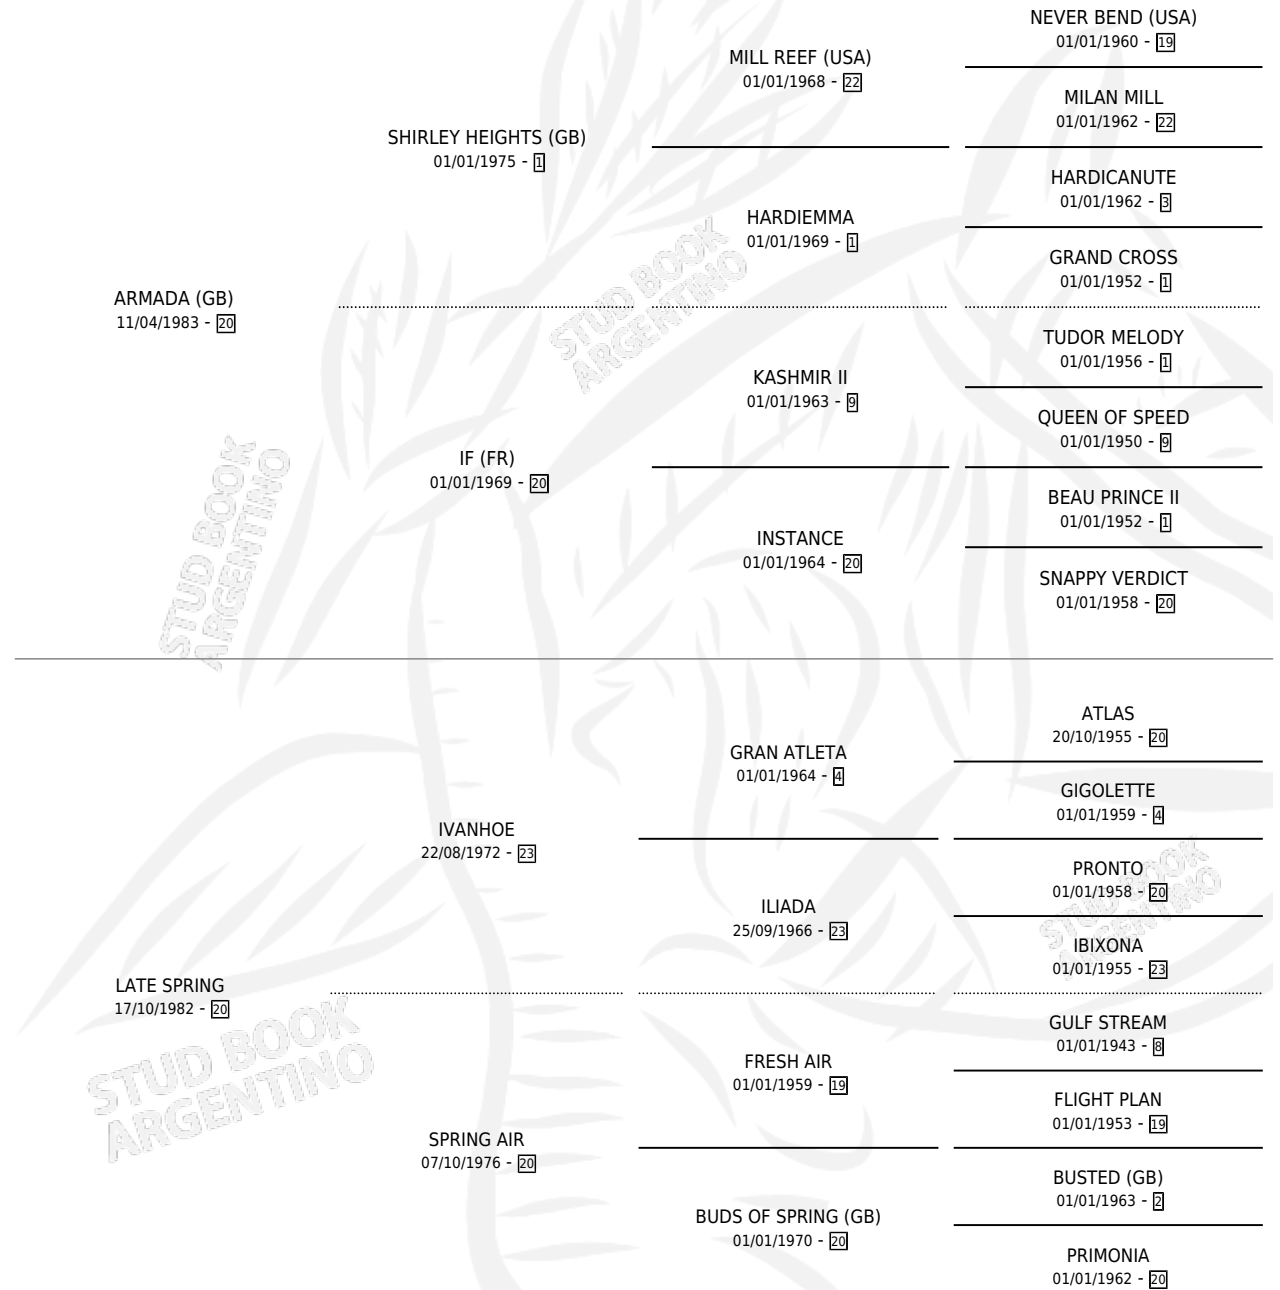 NEVER BEND (USA)
01/01/1960 - 19
MILL REEF (USA)
01/01/1968 - 22
MILAN MILL
01/01/1962 - 22
SHIRLEY HEIGHTS (GB)
01/01/1975 - 1
HARDICANUTE
01/01/1962 - 3
HARDIEMMA
01/01/1969 - 1
GRAND CROSS
01/01/1952 - 1
ARMADA (GB)
11/04/1983 - 20
TUDOR MELODY
01/01/1956 - 1
KASHMIR II
01/01/1963 - 9
QUEEN OF SPEED
01/01/1950 - 9
IF (FR)
01/01/1969 - 20
BEAU PRINCE II
01/01/1952 - 1
INSTANCE
01/01/1964 - 20
SNAPPY VERDICT
01/01/1958 - 20
STUD BOOK
ARGENTINO
STUD BOOK
ARGENTINO
ATLAS
20/10/1955 - 20
GRAN ATLETA
01/01/1964 - 4
GIGOLETTE
01/01/1959 - 4
IVANHOE
22/08/1972 - 23
PRONTO
01/01/1958 - 20
ILIADA
25/09/1966 - 23
IBIXONA
01/01/1955 - 23
LATE SPRING
17/10/1982 - 20
GULF STREAM
01/01/1943 - 8
FRESH AIR
01/01/1959 - 19
FLIGHT PLAN
01/01/1953 - 19
SPRING AIR
07/10/1976 - 20
BUSTED (GB)
01/01/1963 - 2
BUDS OF SPRING (GB)
01/01/1970 - 20
PRIMONIA
01/01/1962 - 20
STUD BOOK
ARGENTINO
STUD BOOK
ARGENTINO